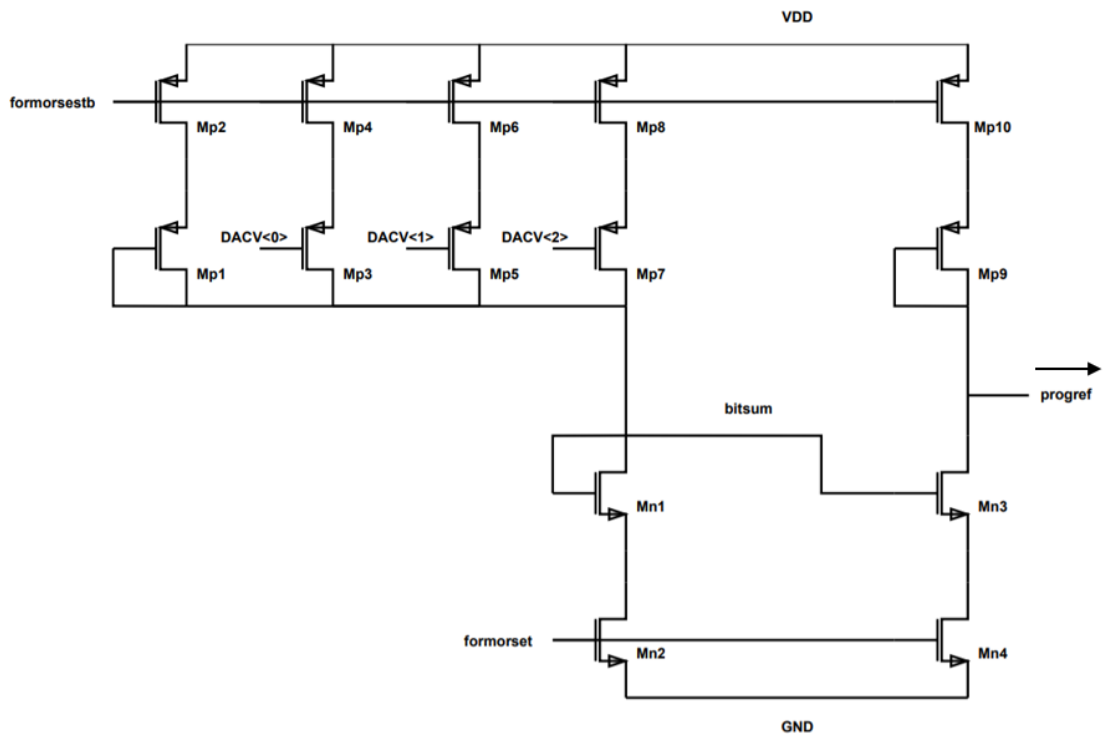 VDD
formorsestb
Mp2
Mp4
Mp6
Mp8
Mp10
DACV<0>
DACV<1>
DACV<2>
Mp1
Mp3
Mp5
Mp7
Mp9
progref
bitsum
Mn1
Mn3
formorset
Mn2
Mn4
GND